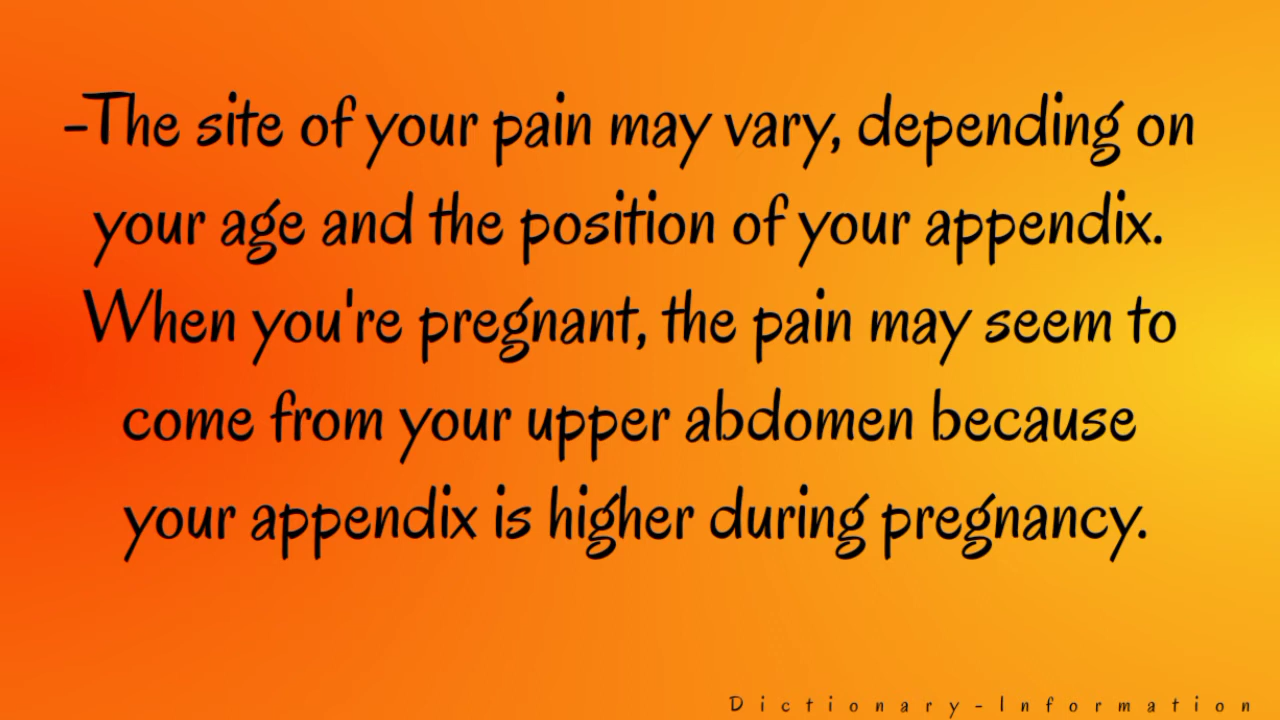 -The site of your pain may vary, depending on
your age and the position of your appendix.
When you're pregnant, the pain may seem to
come from your upper abdomen because
your appendix is higher during pregnancy.
Dictionary-Information